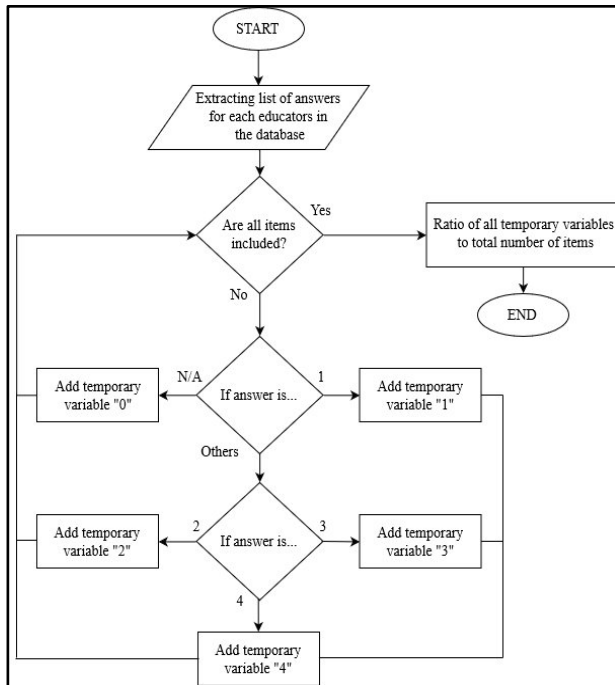 START
Extracting list of answers
for each educators in
the database
Are all items
included?
Yes
Ratio of all temporary variables
to total number of items
END
No
N/A
If answer is...
1
Add temporary
variable "0"
Add temporary
variable "1"
Others
2
If answer is...
3
Add temporary
variable "2"
Add temporary
variable "3"
4
Add temporary
variable "4"